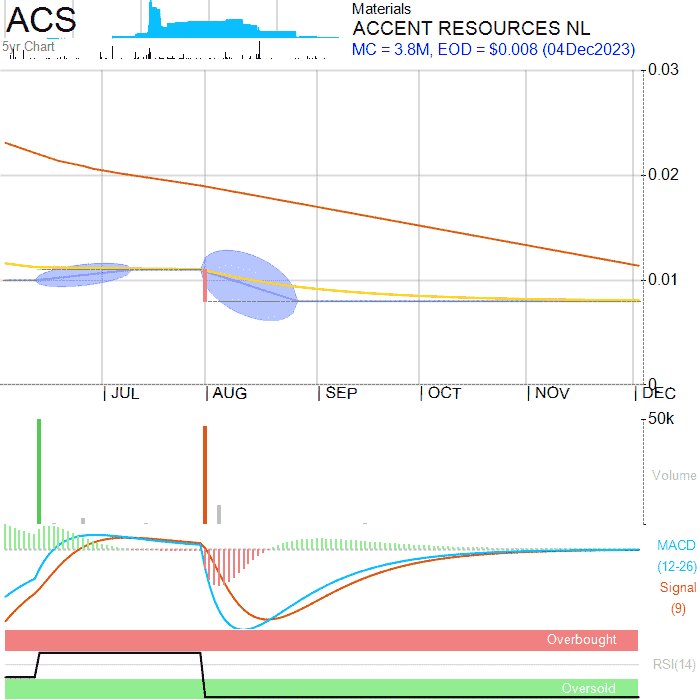 ACS
5yr Chart
Materials
ACCENT RESOURCES NL
MC = 3.8M, EOD = $0.008 (04Dec2023)
0.03
0.02
0.01
0
JUL
AUG
SEP
OCT
NOV
DEC
50k
Volume
MACD
(12-26)
Signal
(9)
Overbought
RSI(14)
Oversold